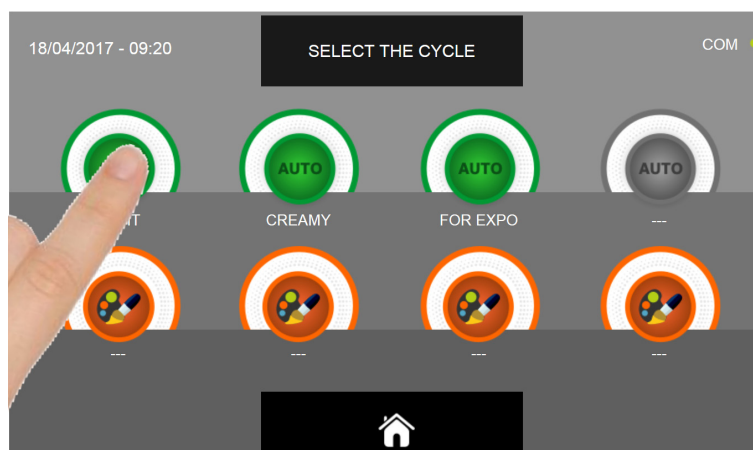 18/04/2017 - 09:20
SELECT THE CYCLE
COM
AUTO
AUTO
AUTO
CREAMY
FOR EXPO
---
---
---
---
---